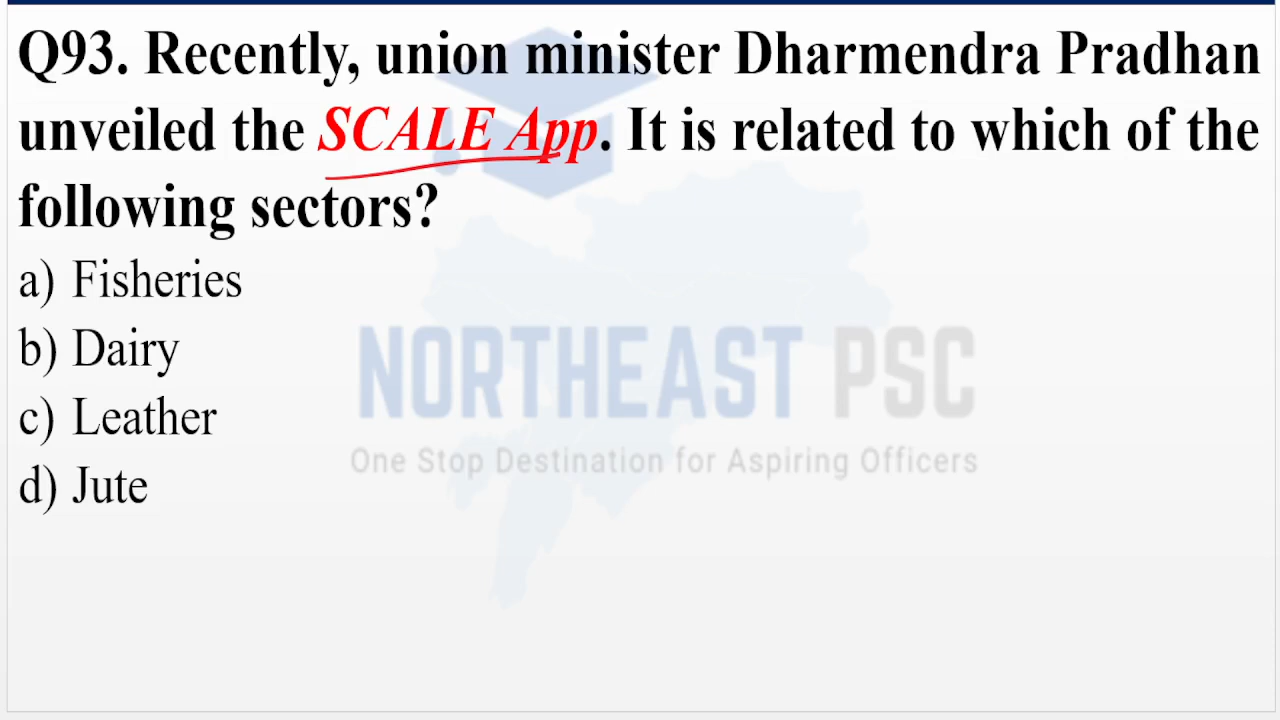 Q93. Recently, union minister Dharmendra Pradhan
unveiled the SCALE App. It is related to which of the
following sectors?
a) Fisheries
b) Dairy
c) Leather
d) Jute
NORTHEAST PSC
One Stop Destination for Aspiring Officers